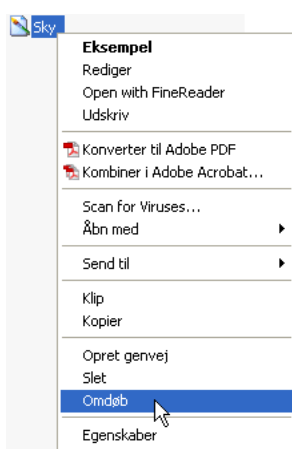 Sky
Eksempel
Rediger
Open with FineReader
Udskriv
Konverter til Adobe PDF
Kombiner i Adobe Acrobat...
Scan for Viruses...
Åbn med
Send til
Klip
Kopier
Opret genvej
Slet
Omdøb
Egenskaber